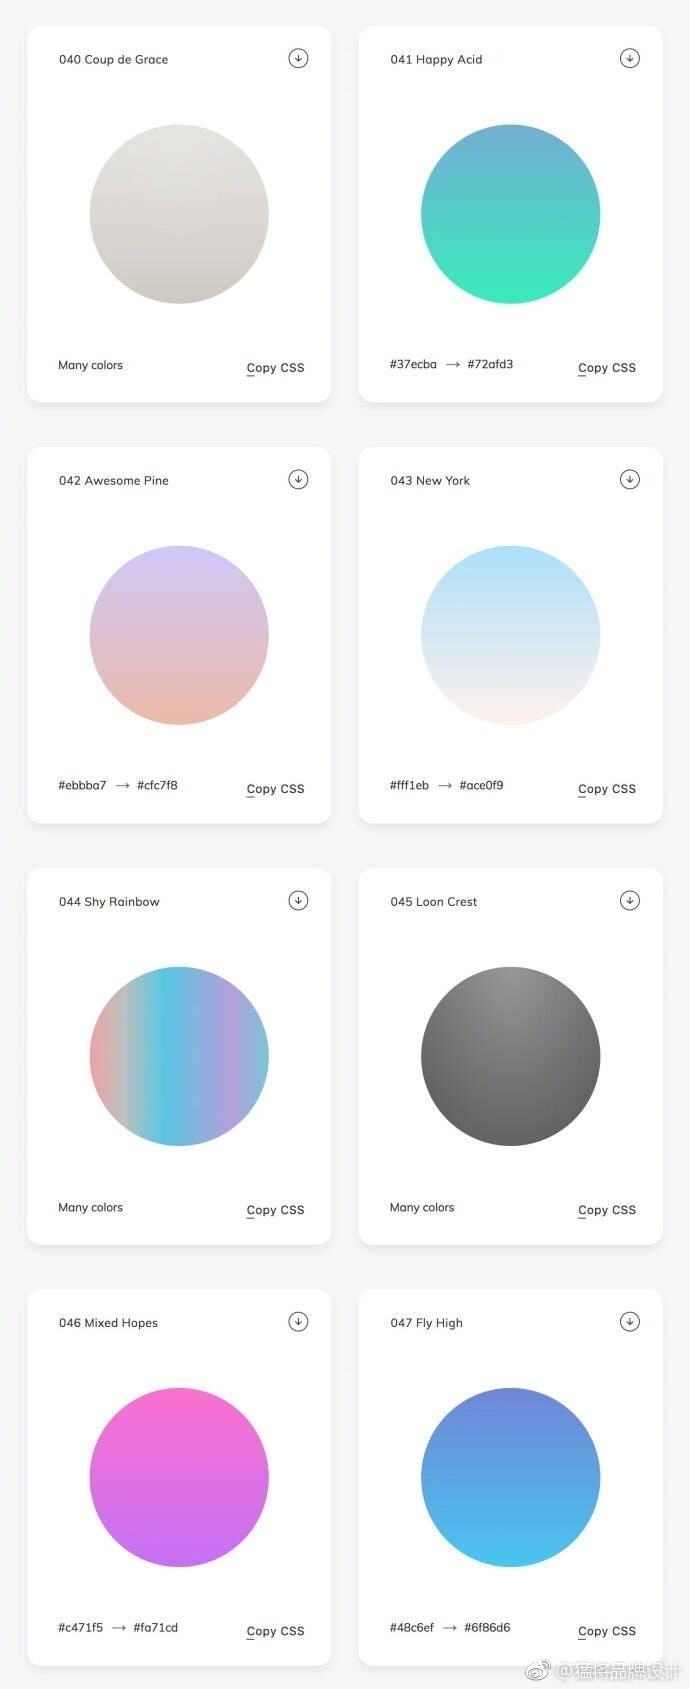 040 Coup de Grace
Many colors
Copy CSS
041 Happy Acid
#37ecba → #72afd3
Copy CSS
042 Awesome Pine
#ebbba7 → #cfc7f8
Copy CSS
043 New York
#fff1eb → #ace0f9
Copy CSS
044 Shy Rainbow
Many colors
Copy CSS
045 Loon Crest
Many colors
Copy CSS
046 Mixed Hopes
#c471f5 → #fa71cd
Copy CSS
047 Fly High
#48c6ef → #6f86d6
Copy CSS
@猛将品牌设计